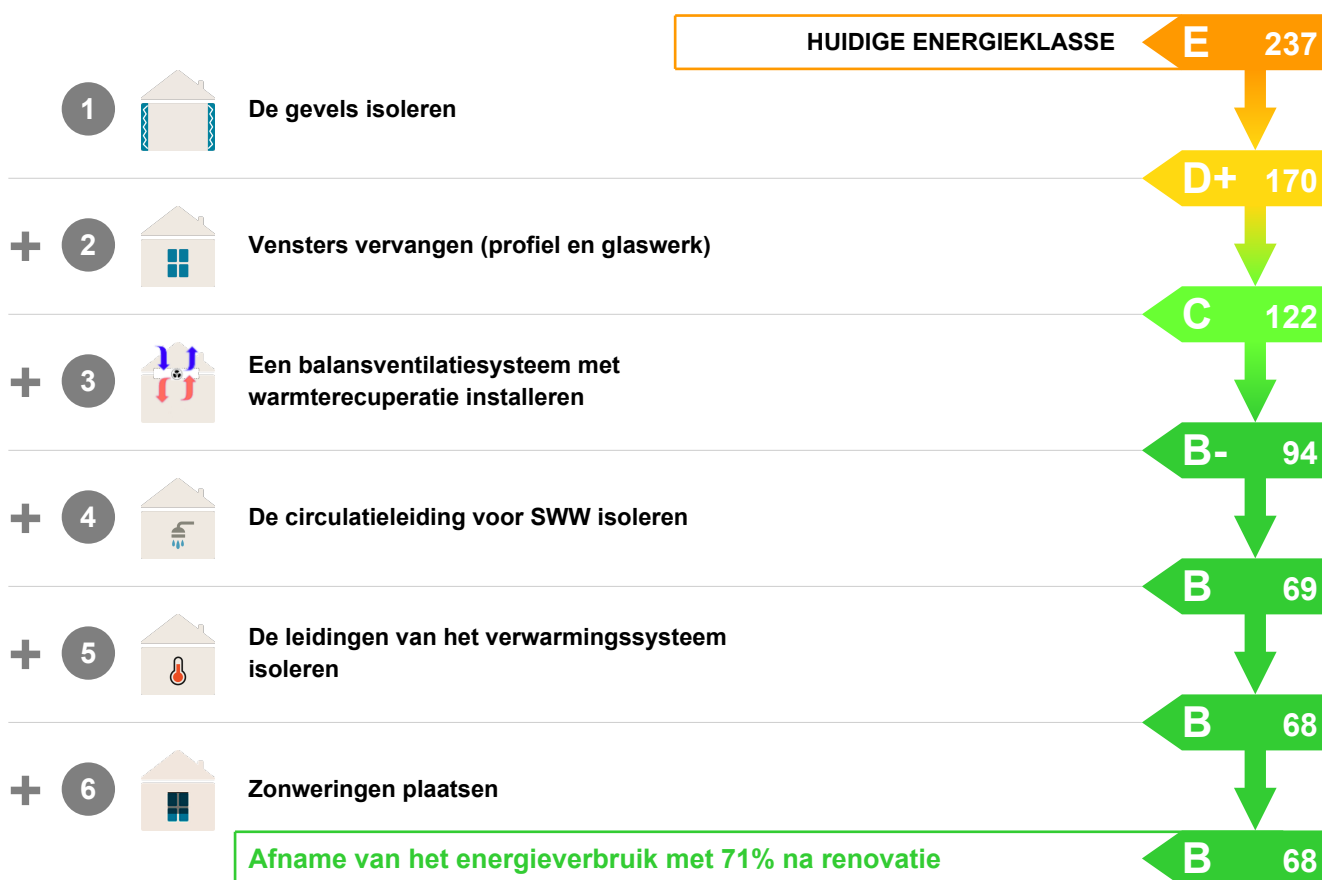 HUIDIGE ENERGIEKLASSE E 237
1 De gevels isoleren
D+ 170
+ 2 Vensters vervangen (profiel en glaswerk)
C 122
+ 3 Een balansventilatiesysteem met
warmterecuperatie installeren
B- 94
+ 4 De circulatieleiding voor SWW isoleren
B 69
+ 5 De leidingen van het verwarmingssysteem
isoleren
B 68
+ 6 Zonweringen plaatsen
Afname van het energieverbruik met 71% na renovatie B 68